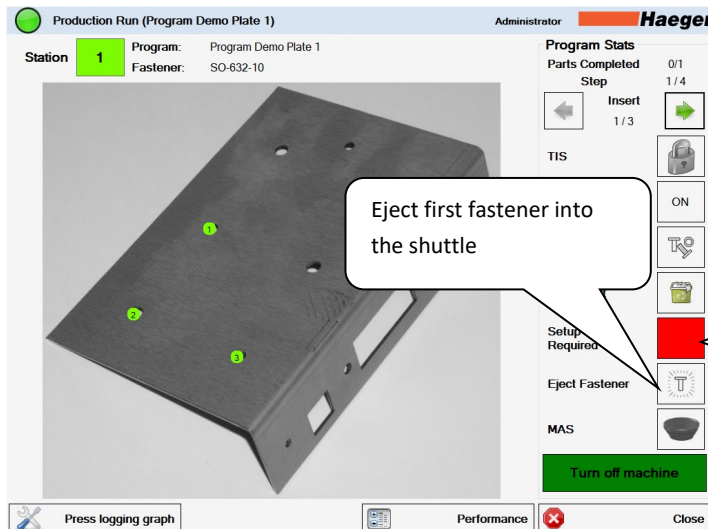 Production Run (Program Demo Plate 1)
Administrator
Haeger
Station
1
Program: Program Demo Plate 1
Fastener: SO-632-10
Program Stats
Parts Completed 0/1
Step 1 / 4
Insert
1 / 3
TIS
ON
Eject first fastener into
the shuttle
1
2
3
Setup
Required
Eject Fastener
T
MAS
Turn off machine
Press logging graph
Performance
Close